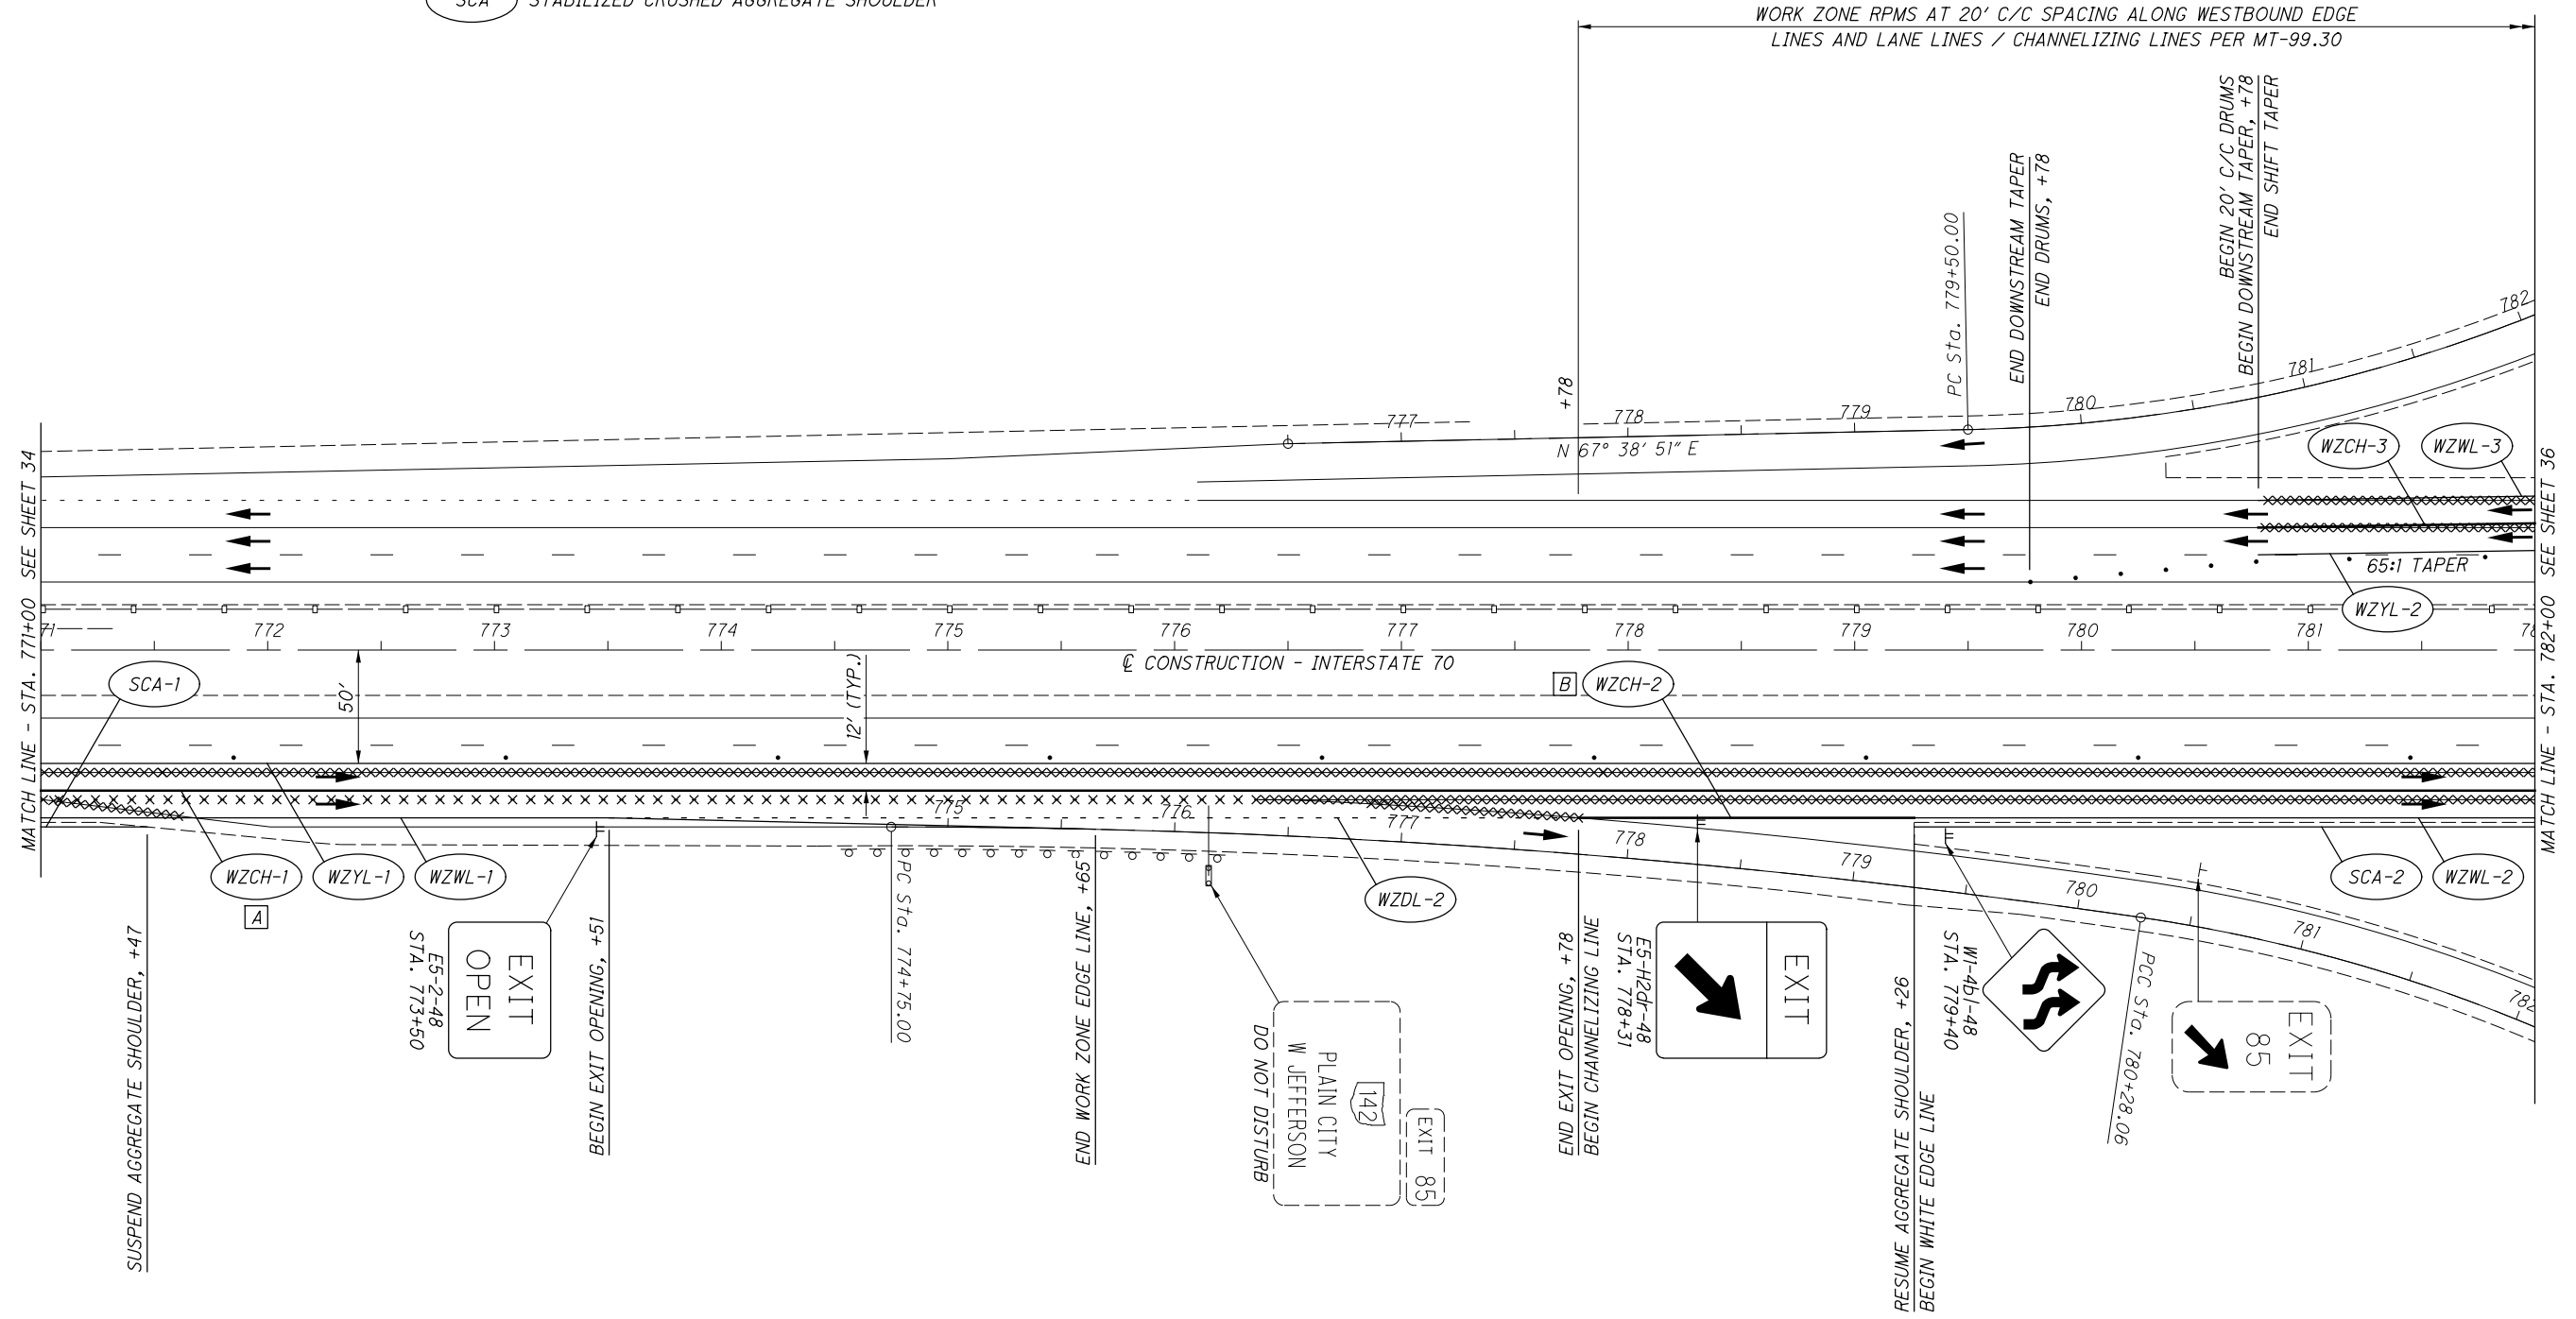 SCA STABILIZED CRUSHED AGGREGATE SHOULDER
WORK ZONE RPMS AT 20' C/C SPACING ALONG WESTBOUND EDGE
LINES AND LANE LINES / CHANNELIZING LINES PER MT-99.30
BEGIN 20' C/C DRUMS
BEGIN DOWNSTREAM TAPER, +78
END SHIFT TAPER
END DOWNSTREAM TAPER
END DRUMS, +78
PC Sta. 779+50.00
+78
777
778
779
780
781
782
N 67° 38' 51" E
WZCH-3
WZWL-3
65:1 TAPER
WZYL-2
MATCH LINE - STA. 771+00 SEE SHEET 34
MATCH LINE - STA. 782+00 SEE SHEET 36
71
772
773
774
775
776
777
778
779
780
781
78
℄ CONSTRUCTION - INTERSTATE 70
SCA-1
50'
12' (TYP.)
B
WZCH-2
775
776
777
778
779
780
781
782
WZCH-1
WZYL-1
WZWL-1
A
WZDL-2
SCA-2
WZWL-2
SUSPEND AGGREGATE SHOULDER, +47
E5-2-48
STA. 773+50
EXIT
OPEN
BEGIN EXIT OPENING, +51
PC Sta. 774+75.00
END WORK ZONE EDGE LINE, +65
DO NOT DISTURB
EXIT 85
142
PLAIN CITY
W JEFFERSON
END EXIT OPENING, +78
BEGIN CHANNELIZING LINE
E5-H2dr-48
STA. 778+31
EXIT
RESUME AGGREGATE SHOULDER, +26
BEGIN WHITE EDGE LINE
W1-4bl-48
STA. 779+40
PCC Sta. 780+28.06
EXIT
85